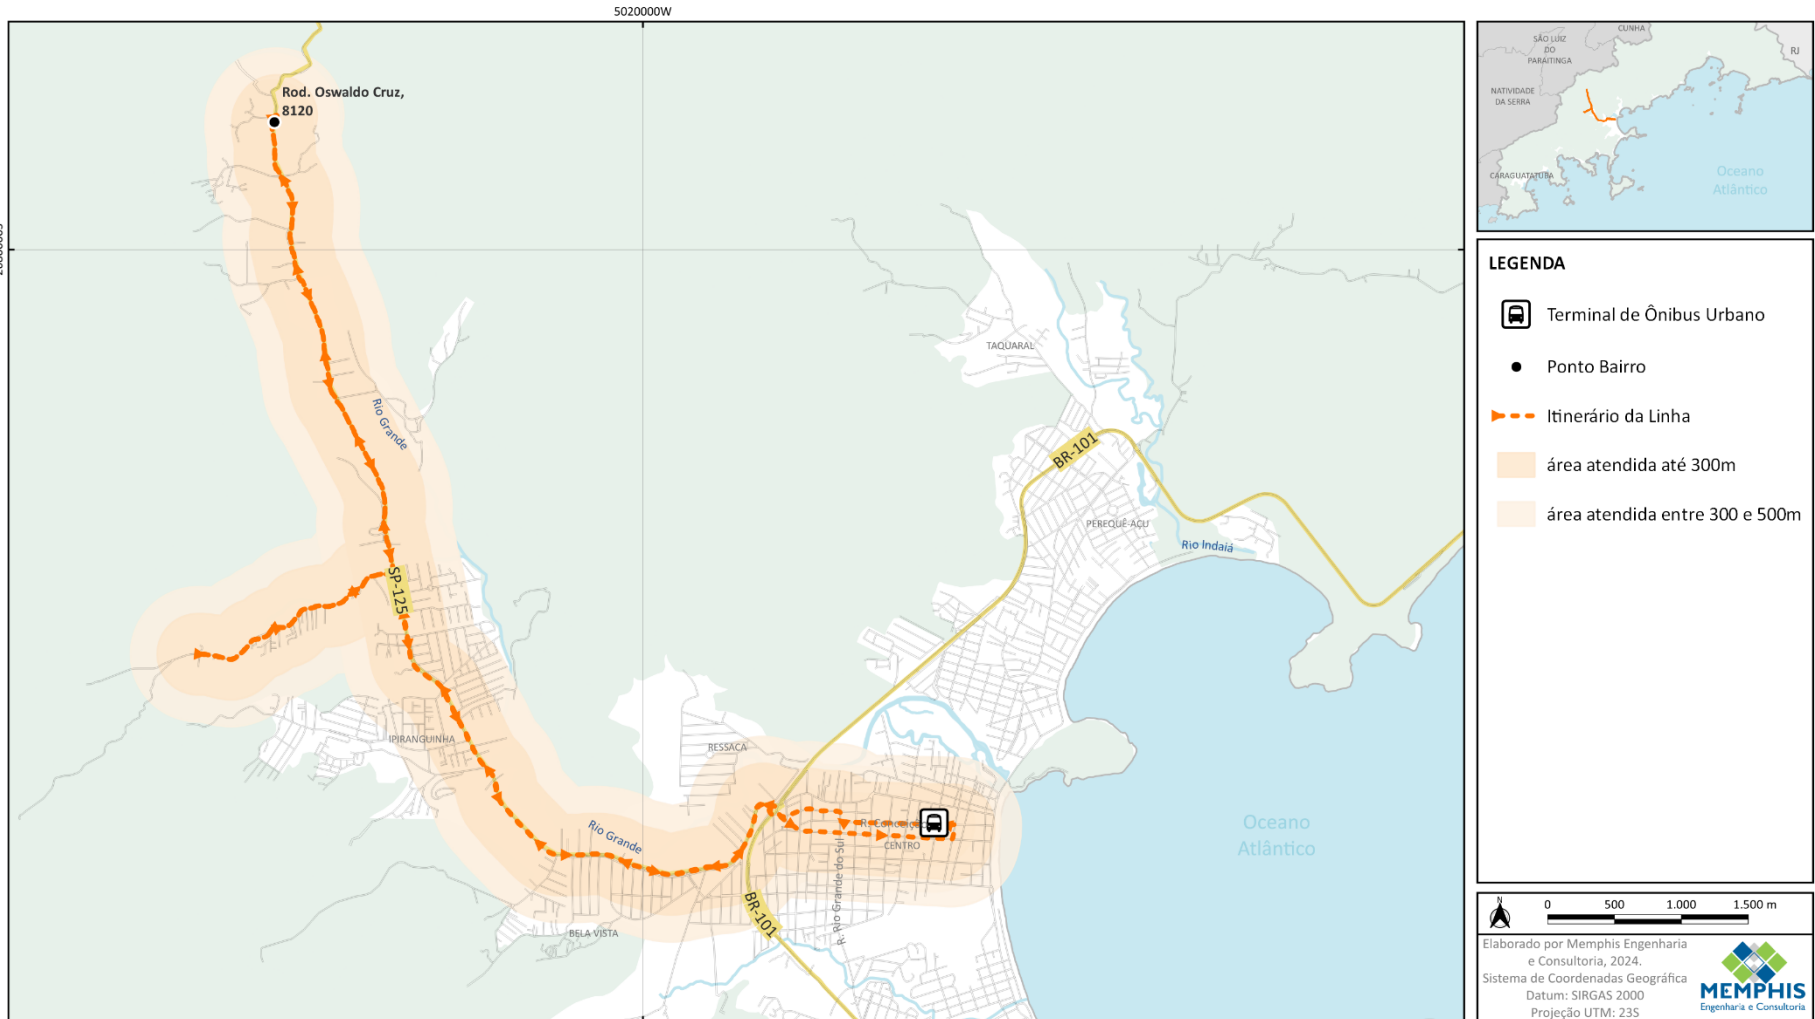 5020000W
Rod. Oswaldo Cruz,
8120
Rio Grande
SP-125
IPIRANGUINHA
RESSACA
Rio Grande
BELA VISTA
BR-101
R. Rio Grande do Sul
R. Conceição
CENTRO
TAQUARAL
BR-101
PEREQUÊ-AÇU
Rio Indaiá
Oceano
Atlântico
CUNHA
SÃO LUIZ
DO
PARAITINGA
RJ
NATIVIDADE
DA SERRA
CARAGUATATUBA
Oceano
Atlântico
LEGENDA
Terminal de Ônibus Urbano
Ponto Bairro
Itinerário da Linha
área atendida até 300m
área atendida entre 300 e 500m
N
0 500 1.000 1.500 m
Elaborado por Memphis Engenharia
e Consultoria, 2024.
Sistema de Coordenadas Geográfica
Datum: SIRGAS 2000
Projeção UTM: 23S
MEMPHIS
Engenharia e Consultoria